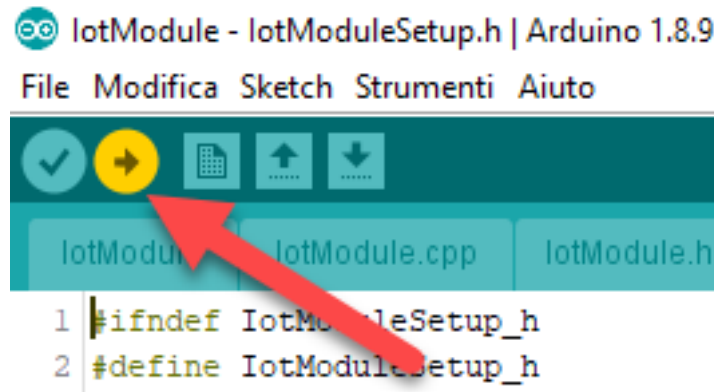 IotModule - IotModuleSetup.h | Arduino 1.8.9
File Modifica Sketch Strumenti Aiuto
IotModule.cpp IotModule.h
1 #ifndef IotModuleSetup_h
2 #define IotModuleSetup_h